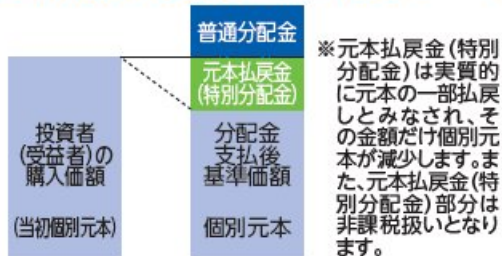 普通分配金
元本払戻金
(特別分配金)
投資者
(受益者)の
購入価額
(当初個別元本)
分配金
支払後
基準価額
個別元本
※元本払戻金(特別
分配金)は実質的
に元本の一部払戻
しとみなされ、そ
の金額だけ個別元
本が減少します。ま
た、元本払戻金(特
別分配金)部分は
非課税扱いとなり
ます。